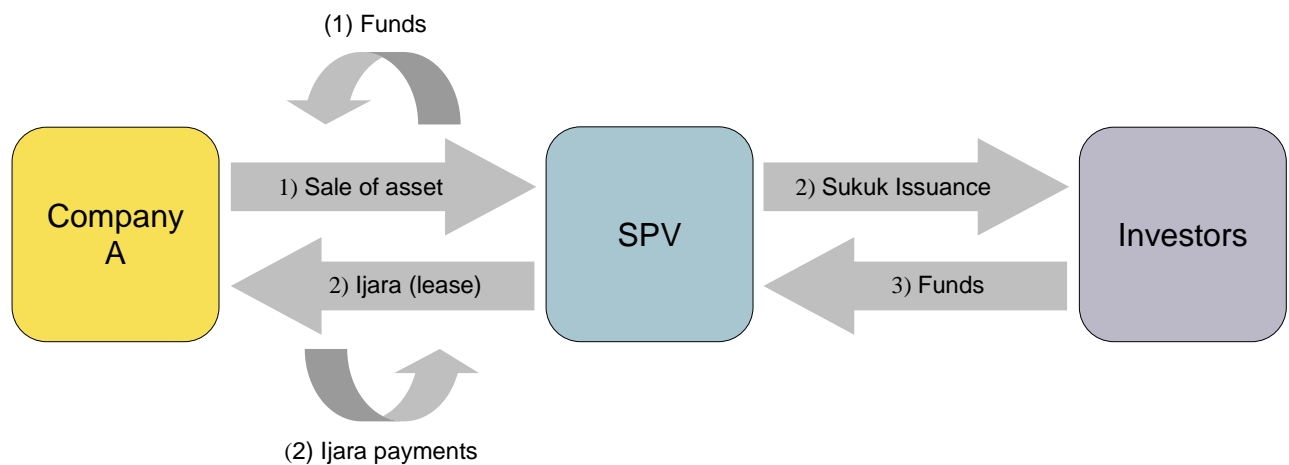 (1) Funds
1) Sale of asset
2) Sukuk Issuance
Company
A
SPV
Investors
2) Ijara (lease)
3) Funds
(2) Ijara payments